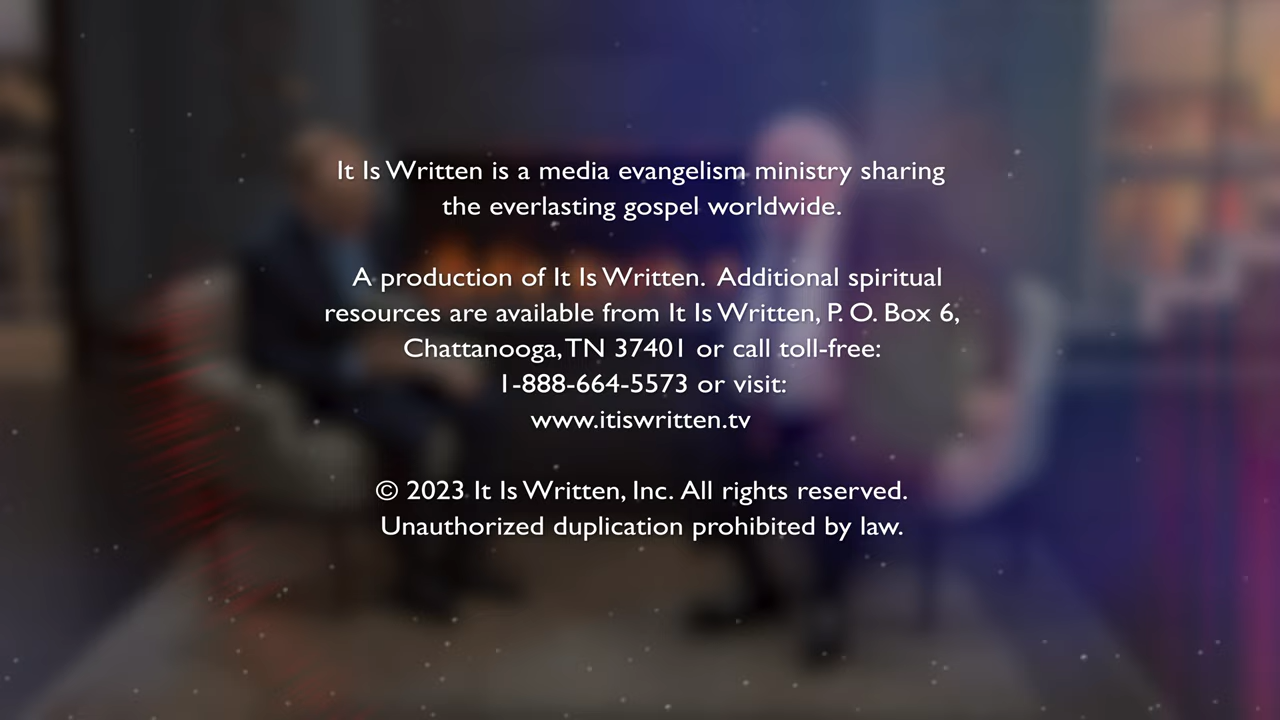 It Is Written is a media evangelism ministry sharing
the everlasting gospel worldwide.
A production of It Is Written. Additional spiritual
resources are available from It Is Written, P. O. Box 6,
Chattanooga, TN 37401 or call toll-free:
1-888-664-5573 or visit:
www.itiswritten.tv
© 2023 It Is Written, Inc. All rights reserved.
Unauthorized duplication prohibited by law.